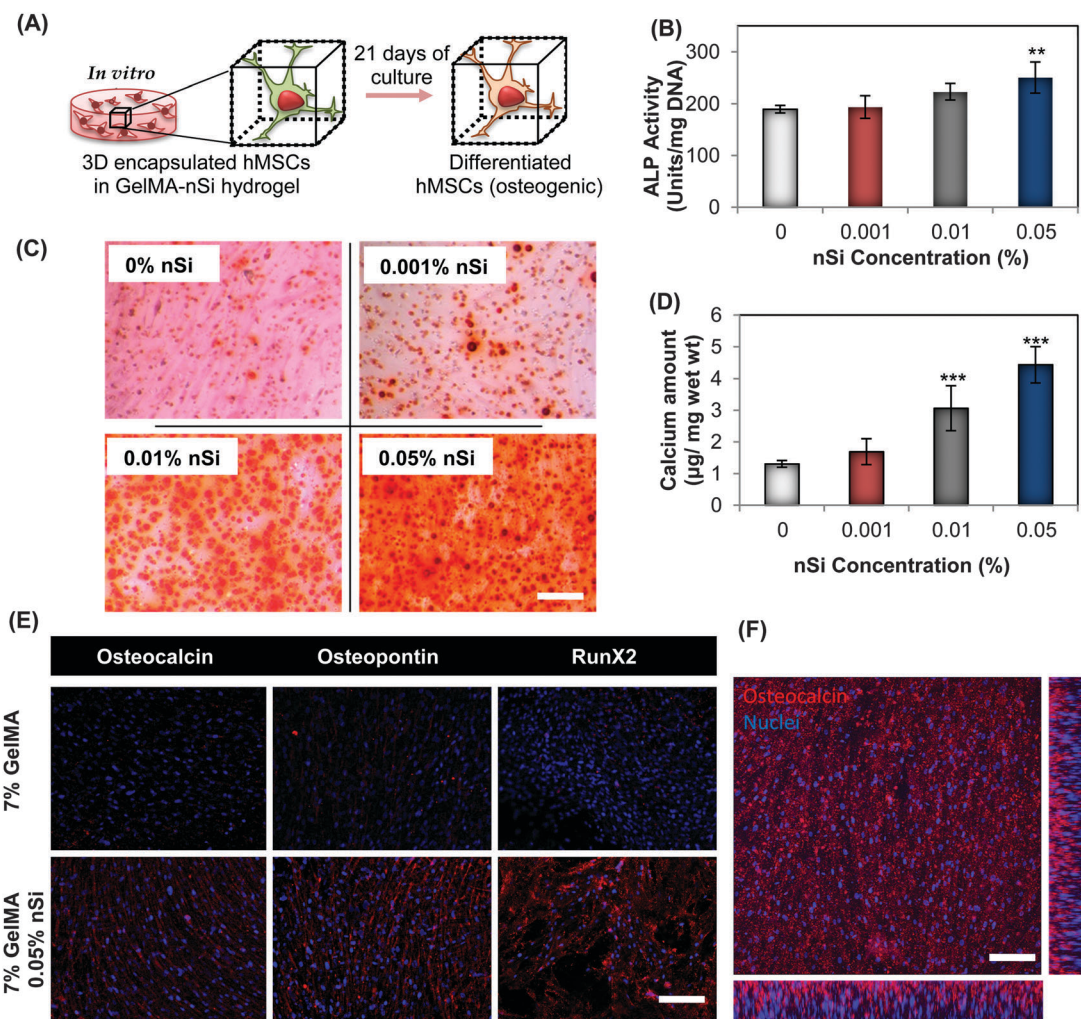 (A)
In vitro
21 days of
culture
3D encapsulated hMSCs
in GelMA-nSi hydrogel
Differentiated
hMSCs (osteogenic)
(B)
ALP Activity
(Units/mg DNA)
300
200
100
0
**
0 0.001 0.01 0.05
nSi Concentration (%)
(C)
0% nSi
0.001% nSi
0.01% nSi
0.05% nSi
(D)
Calcium amount
(µg/ mg wet wt)
6
5
4
3
2
1
0
***
***
0 0.001 0.01 0.05
nSi Concentration (%)
(E)
Osteocalcin Osteopontin RunX2
7% GelMA
7% GelMA
0.05% nSi
(F)
Osteocalcin
Nuclei